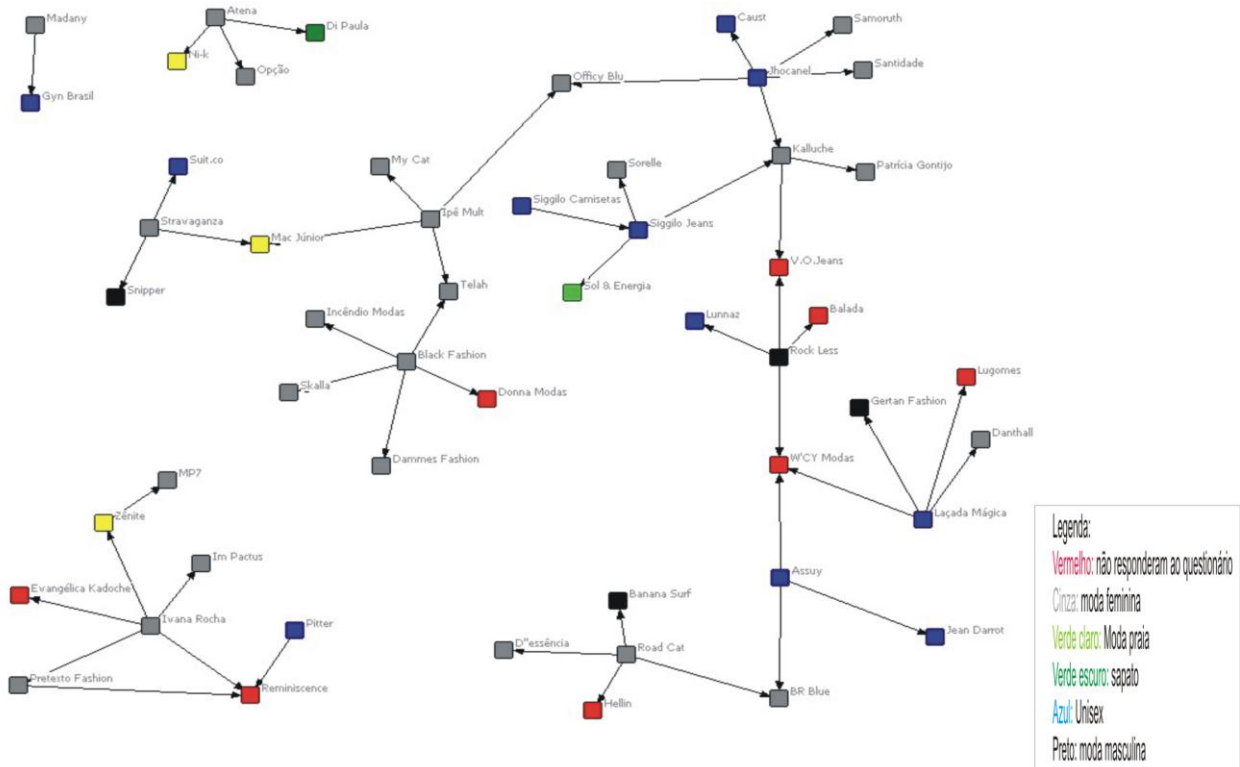 Madany
Atena
Di Paula
Ni-k
Opção
Gyn Brasil
Officy Blu
Caust
Samoruth
Jhocanel
Santidade
Kalluche
Patrícia Gontijo
Suit.co
Stravaganza
Mac Júnior
Snipper
My Cat
Ipê Mult
Telah
Sorelle
Siggilo Camisetas
Siggilo Jeans
Sol & Energia
V.O.Jeans
Lunnaz
Balada
Rock Less
Incêndio Modas
Black Fashion
Skalla
Donna Modas
Dammes Fashion
Lugomes
Gertan Fashion
Danthall
W'CY Modas
Laçada Mágica
MP7
Zênite
Im Pactus
Evangélica Kadoche
Ivana Rocha
Pitter
Pretexto Fashion
Reminiscence
Banana Surf
D"essência
Road Cat
Hellin
Assuy
Jean Darrot
BR Blue
Legenda:
Vermelho: não responderam ao questionário
Cinza: moda feminina
Verde claro: Moda praia
Verde escuro: sapato
Azul: Unisex
Preto: moda masculina